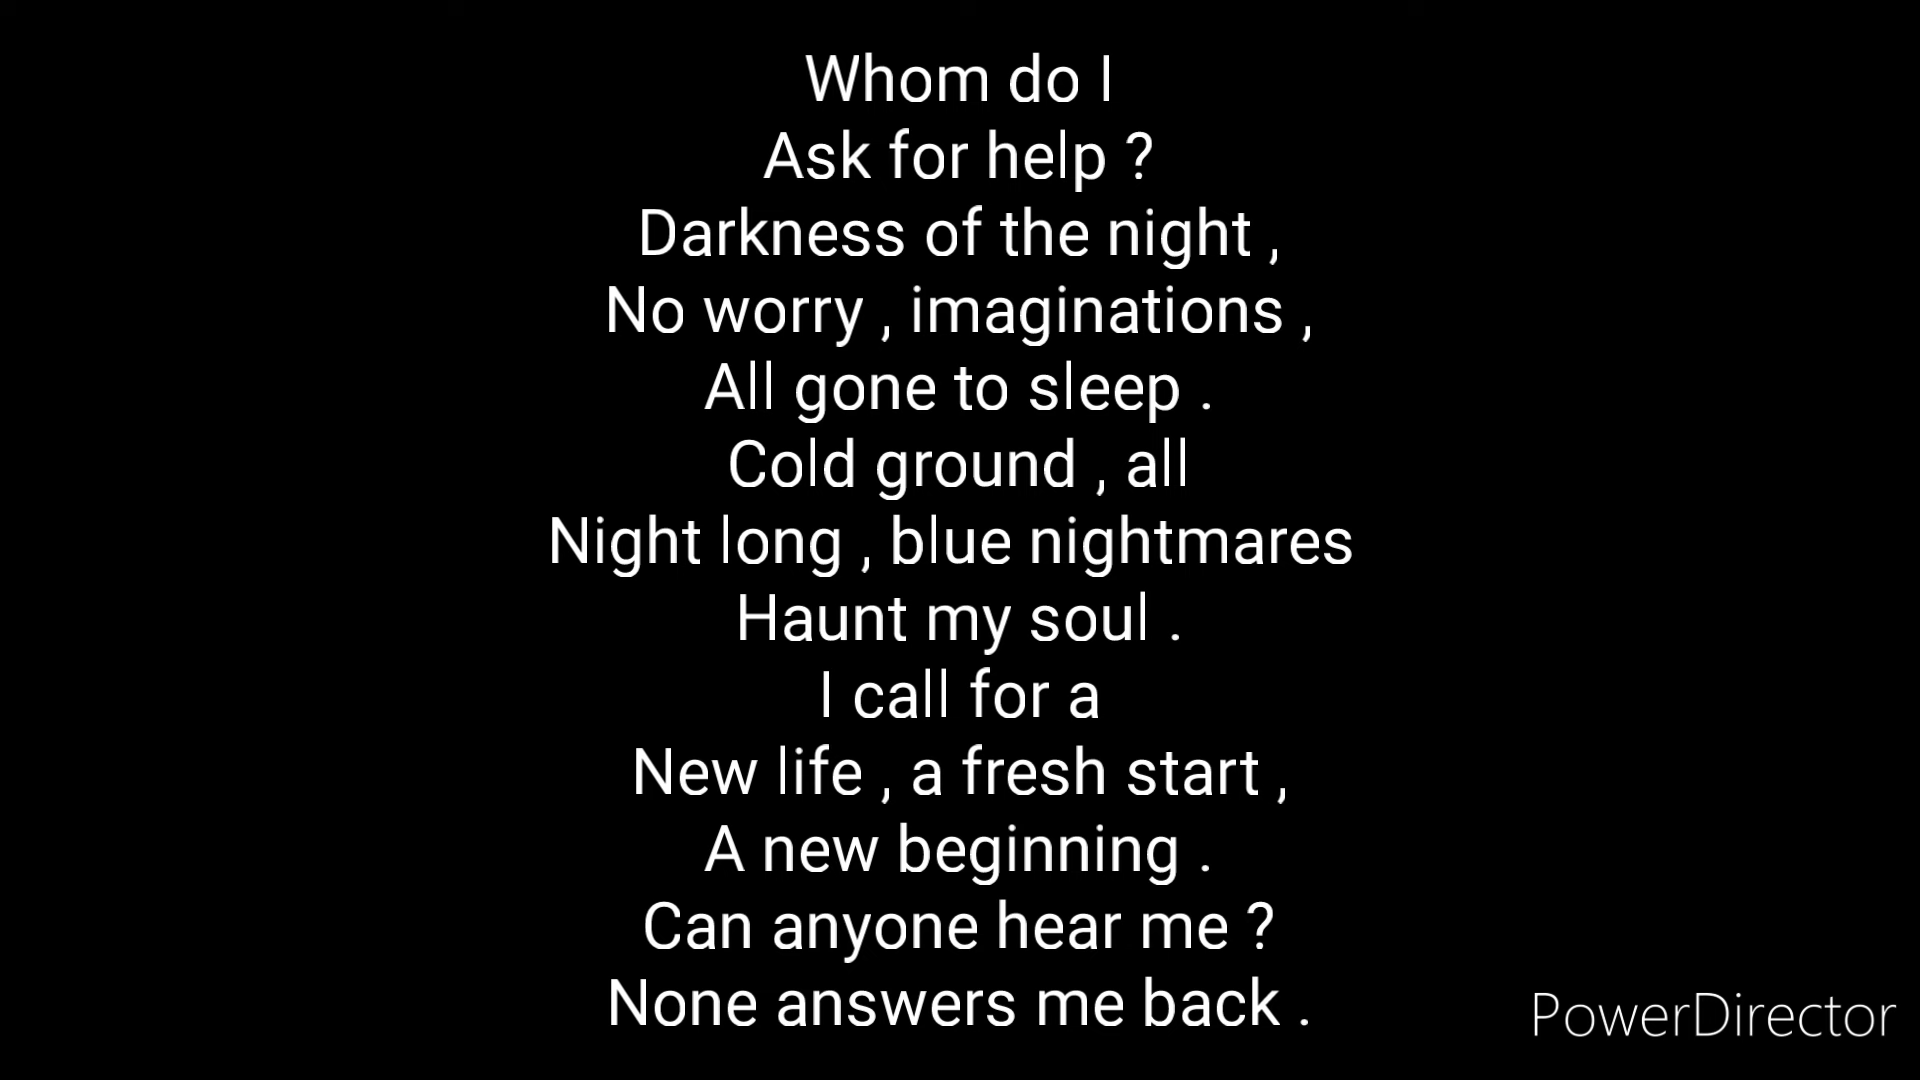 Whom do I
Ask for help ?
Darkness of the night ,
No worry , imaginations ,
All gone to sleep .
Cold ground , all
Night long , blue nightmares
Haunt my soul .
I call for a
New life , a fresh start ,
A new beginning .
Can anyone hear me ?
None answers me back .
PowerDirector